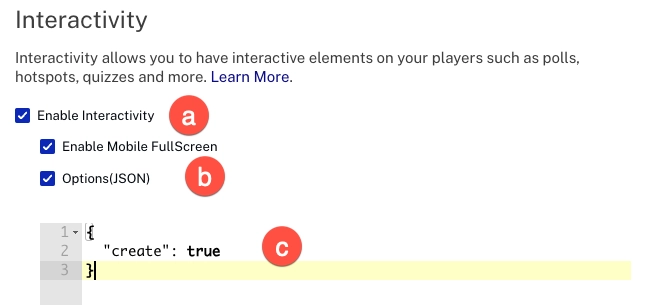 Interactivity
Interactivity allows you to have interactive elements on your players such as polls,
hotspots, quizzes and more. Learn More.
Enable Interactivity a
Enable Mobile FullScreen
Options(JSON) b
1 {
2 "create": true c
3 }